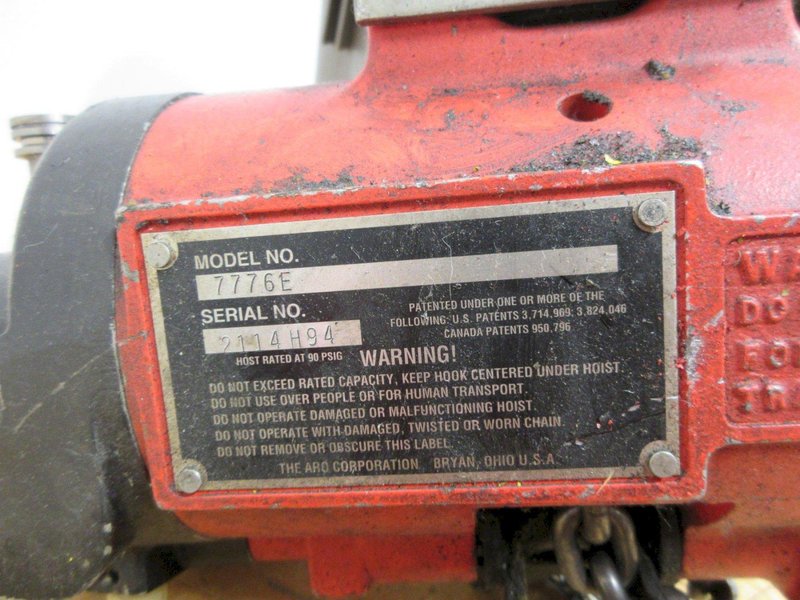 MODEL NO.
7776E
SERIAL NO.
2114H94
PATENTED UNDER ONE OR MORE OF THE
FOLLOWING: U.S. PATENTS 3,714,969; 3,824,046
CANADA PATENTS 950,796
HOST RATED AT 90 PSIG
WARNING!
DO NOT EXCEED RATED CAPACITY, KEEP HOOK CENTERED UNDER HOIST.
DO NOT USE OVER PEOPLE OR FOR HUMAN TRANSPORT.
DO NOT OPERATE DAMAGED OR MALFUNCTIONING HOIST.
DO NOT OPERATE WITH DAMAGED, TWISTED OR WORN CHAIN.
DO NOT REMOVE OR OBSCURE THIS LABEL.
THE ARO CORPORATION BRYAN, OHIO U.S.A.
WA
DO
FO
TRA